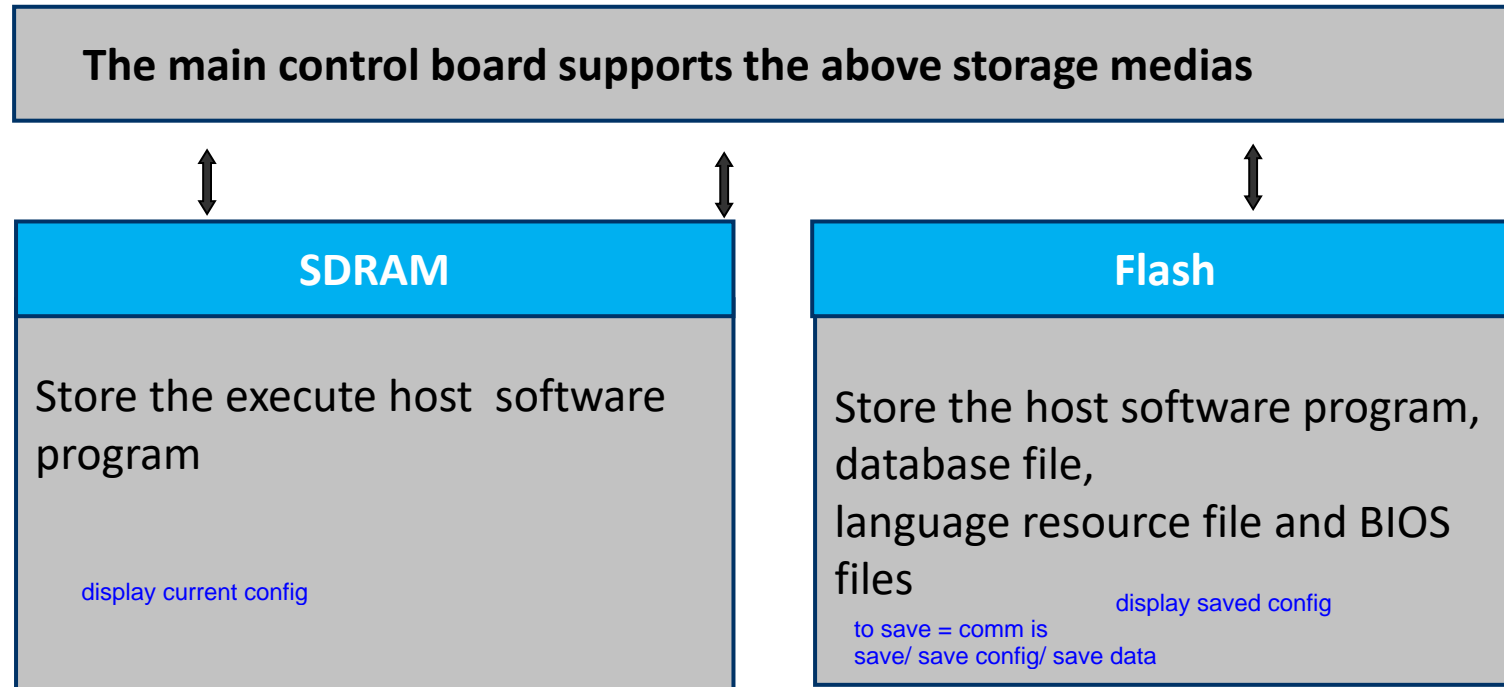 The main control board supports the above storage medias
SDRAM
Store the execute host software
program
display current config
Flash
Store the host software program,
database file,
language resource file and BIOS
files
display saved config
to save = comm is
save/ save config/ save data